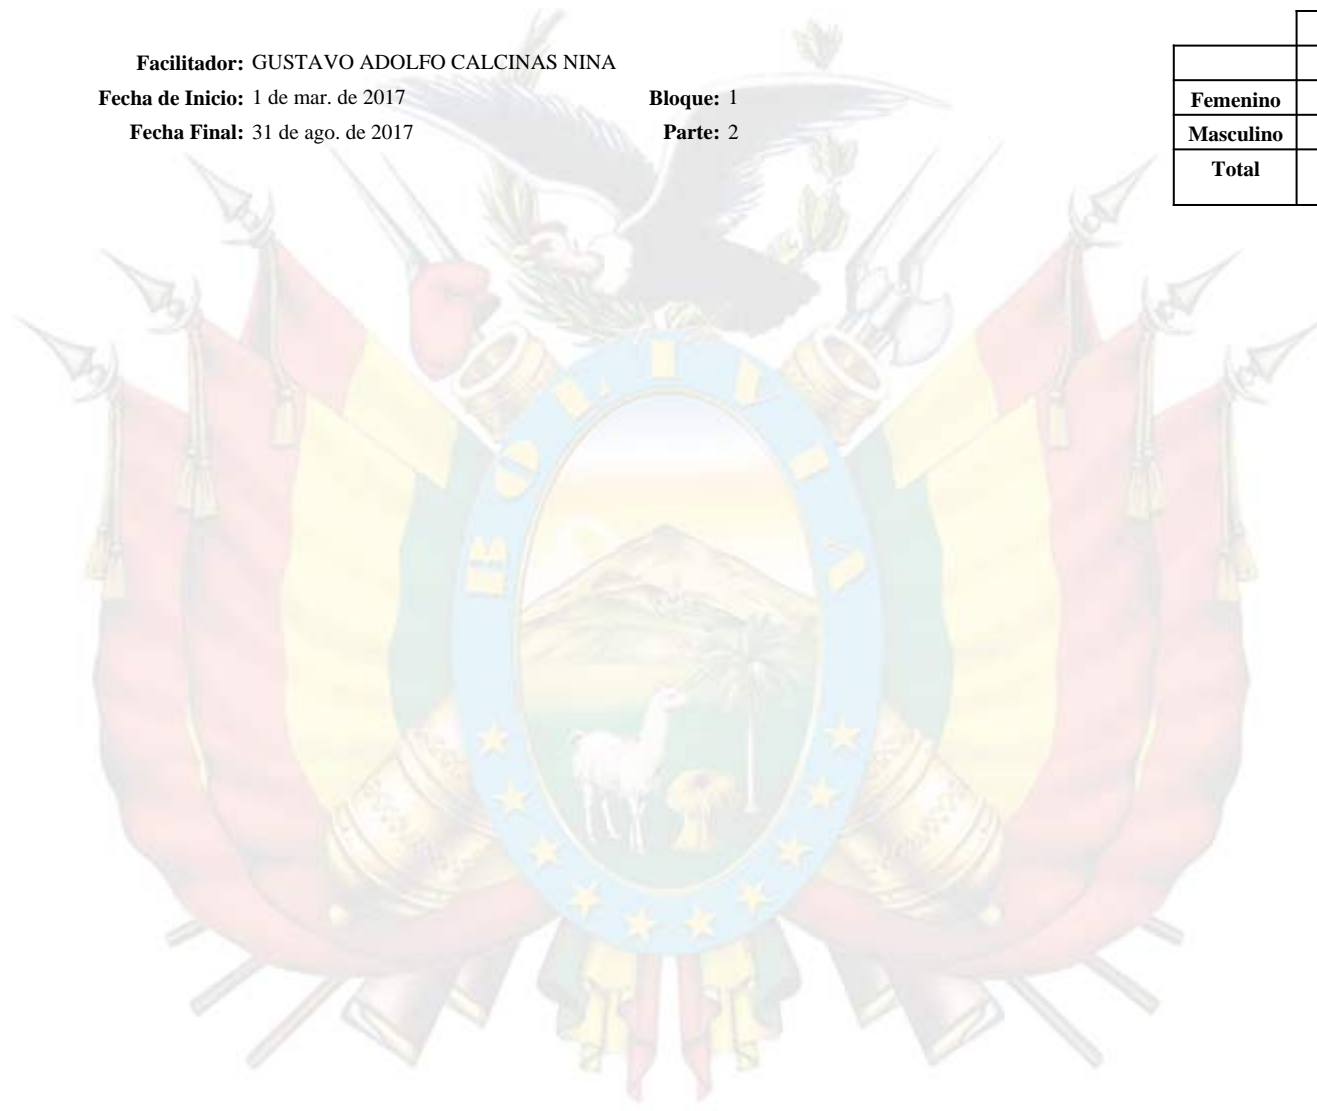 Facilitador: GUSTAVO ADOLFO CALCINAS NINA
Fecha de Inicio: 1 de mar. de 2017 Bloque: 1
Fecha Final: 31 de ago. de 2017 Parte: 2
Femenino
Masculino
Total
BOLIVIA